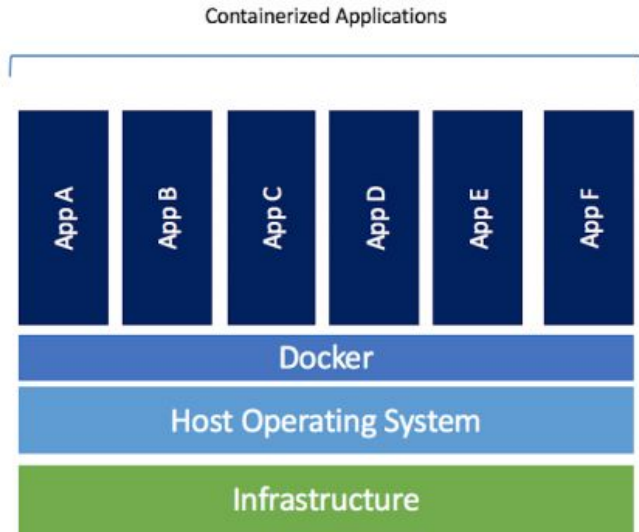 Containerized Applications
App A
App B
App C
App D
App E
App F
Docker
Host Operating System
Infrastructure